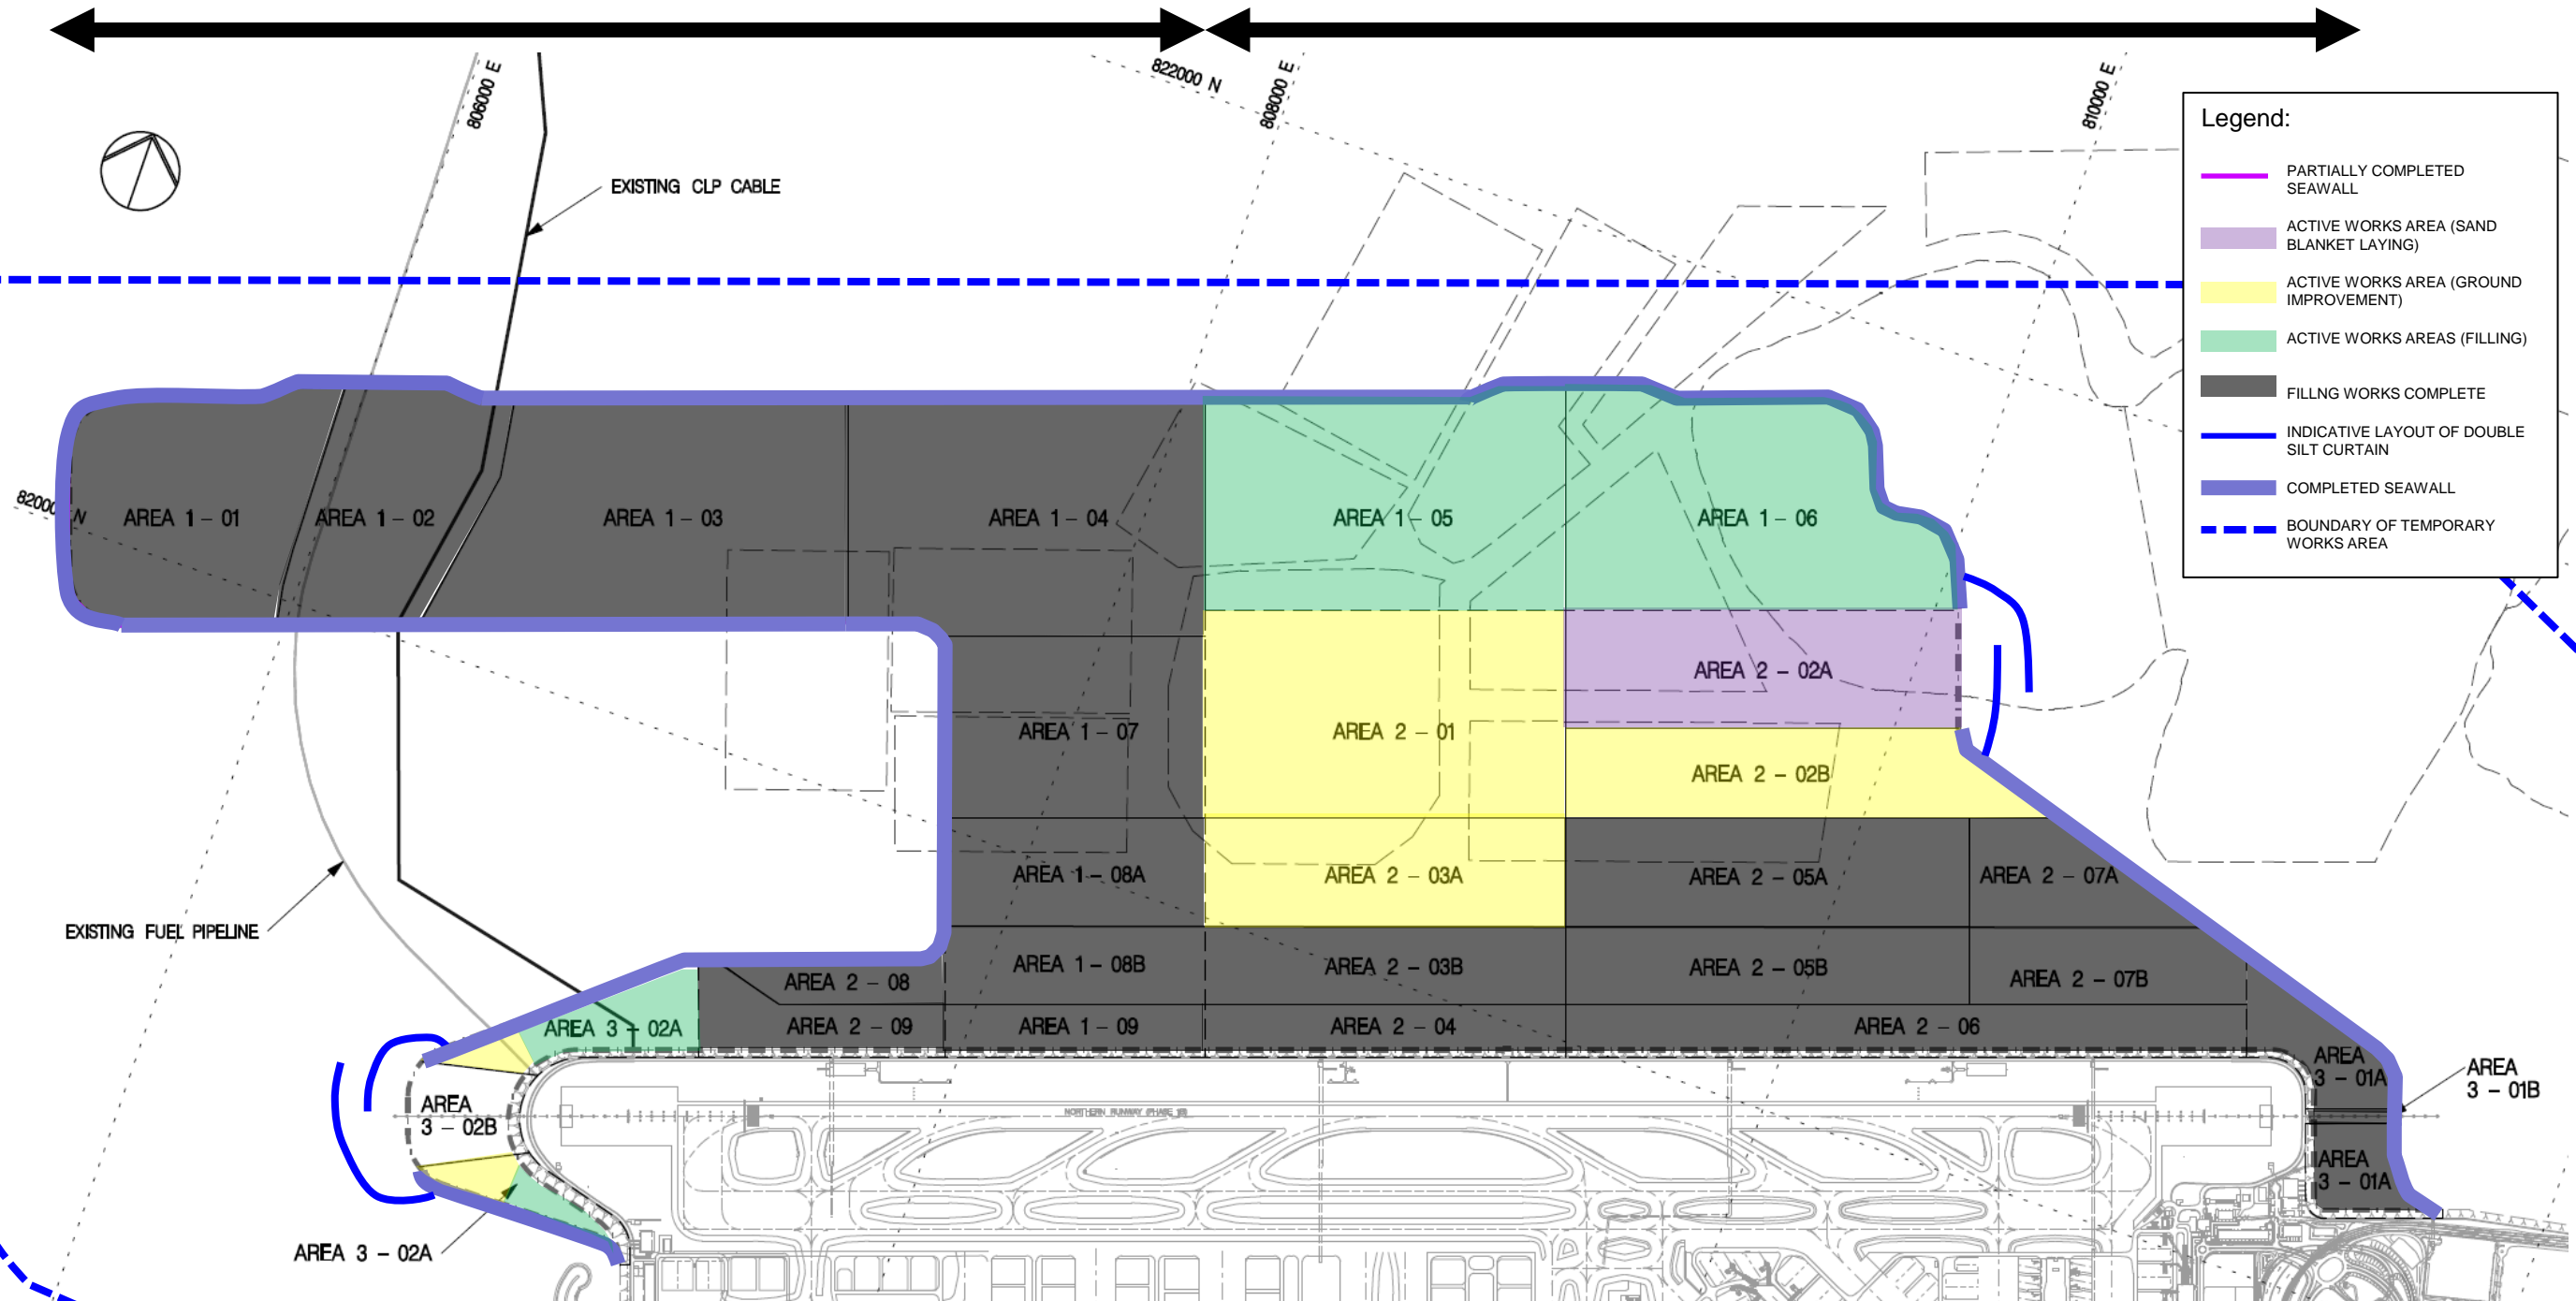 806000 E
822000 N
808000 E
810000 E
Legend:
PARTIALLY COMPLETED
SEAWALL
ACTIVE WORKS AREA (SAND
BLANKET LAYING)
ACTIVE WORKS AREA (GROUND
IMPROVEMENT)
ACTIVE WORKS AREAS (FILLING)
FILLNG WORKS COMPLETE
INDICATIVE LAYOUT OF DOUBLE
SILT CURTAIN
COMPLETED SEAWALL
BOUNDARY OF TEMPORARY
WORKS AREA
EXISTING CLP CABLE
820000 N
AREA 1 - 01
AREA 1 - 02
AREA 1 - 03
AREA 1 - 04
AREA 1 - 05
AREA 1 - 06
AREA 2 - 02A
AREA 1 - 07
AREA 2 - 01
AREA 2 - 02B
AREA 1 - 08A
AREA 2 - 03A
AREA 2 - 05A
AREA 2 - 07A
EXISTING FUEL PIPELINE
AREA 2 - 08
AREA 1 - 08B
AREA 2 - 03B
AREA 2 - 05B
AREA 2 - 07B
AREA 3 - 02A
AREA 2 - 09
AREA 1 - 09
AREA 2 - 04
AREA 2 - 06
AREA
3 - 01A
AREA
3 - 01B
AREA
3 - 02B
NORTHERN RUNWAY (PHASE 1B)
AREA
3 - 01A
AREA 3 - 02A